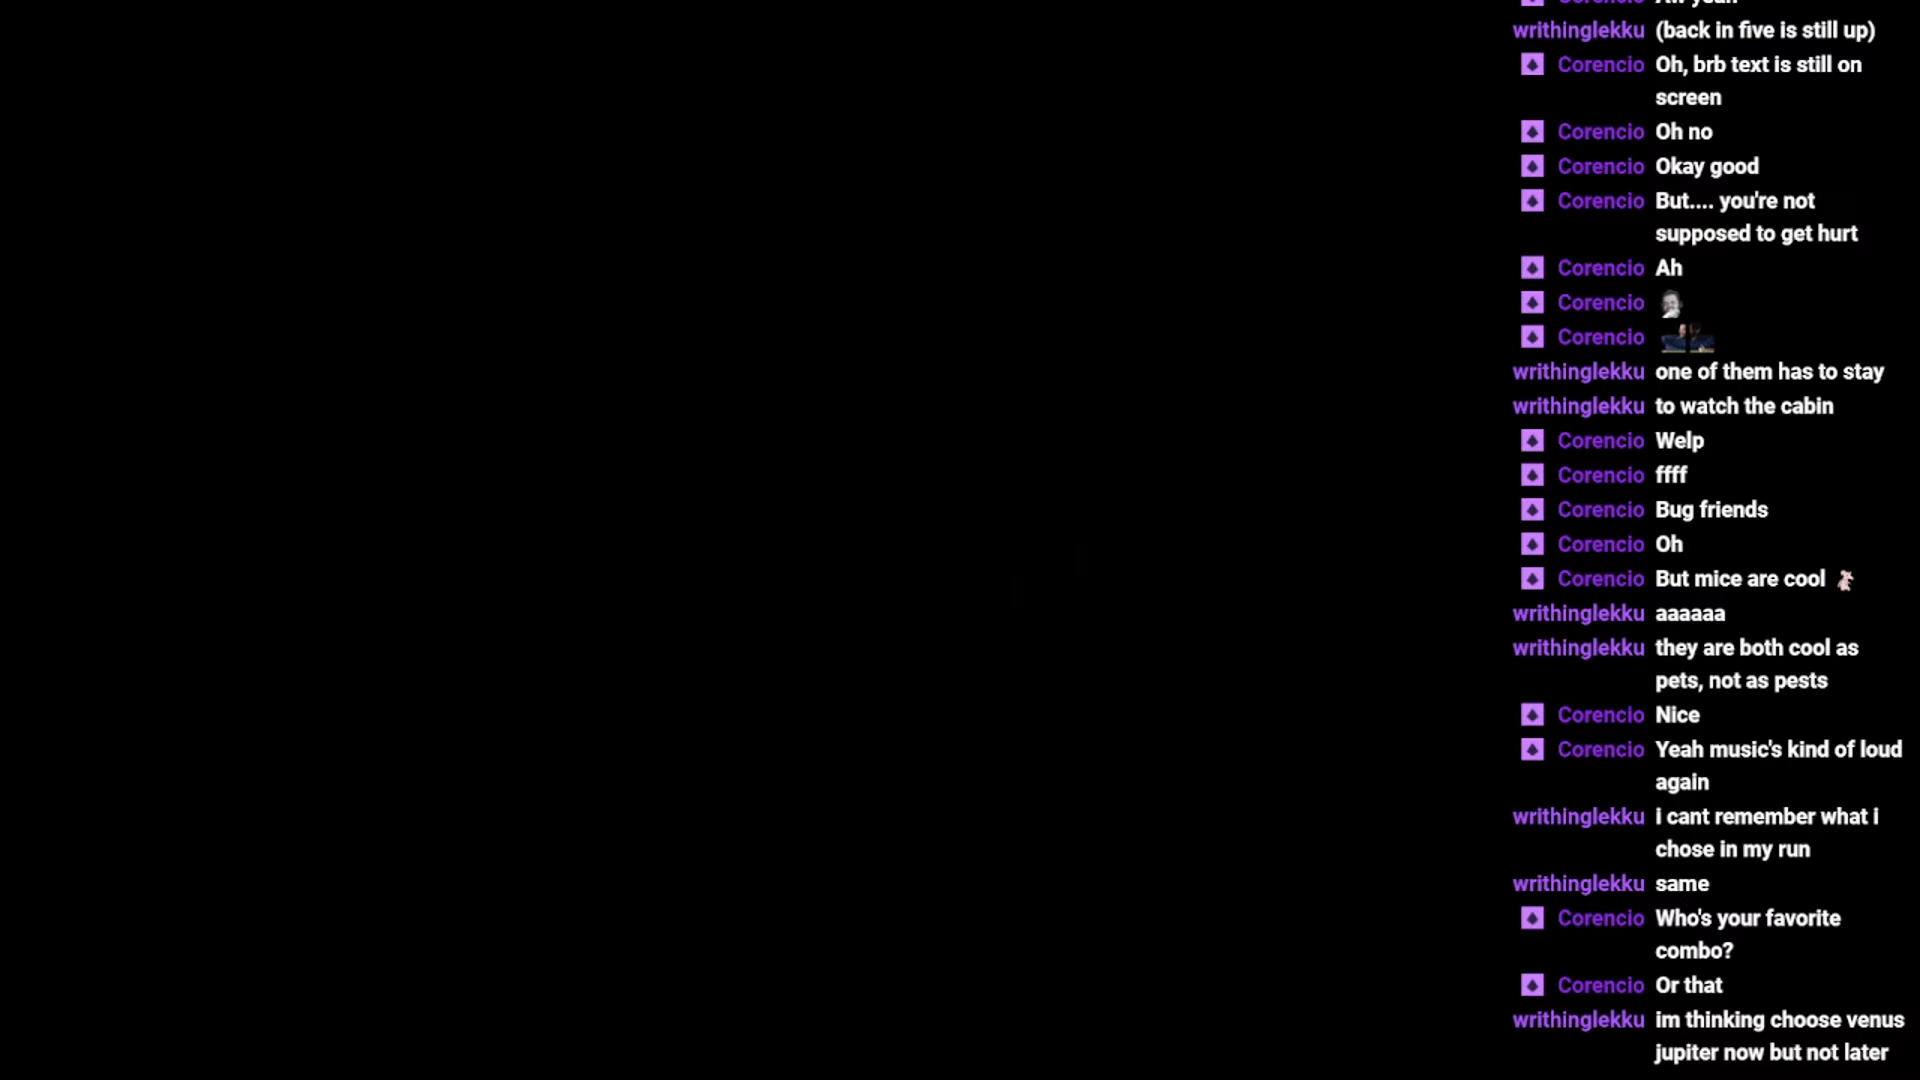 Corencio Aw yeah
writhinglekku (back in five is still up)
Corencio Oh, brb text is still on
screen
Corencio Oh no
Corencio Okay good
Corencio But.... you're not
supposed to get hurt
Corencio Ah
Corencio
Corencio
writhinglekku one of them has to stay
writhinglekku to watch the cabin
Corencio Welp
Corencio ffff
Corencio Bug friends
Corencio Oh
Corencio But mice are cool
writhinglekku aaaaaa
writhinglekku they are both cool as
pets, not as pests
Corencio Nice
Corencio Yeah music's kind of loud
again
writhinglekku i cant remember what i
chose in my run
writhinglekku same
Corencio Who's your favorite
combo?
Corencio Or that
writhinglekku im thinking choose venus
jupiter now but not later